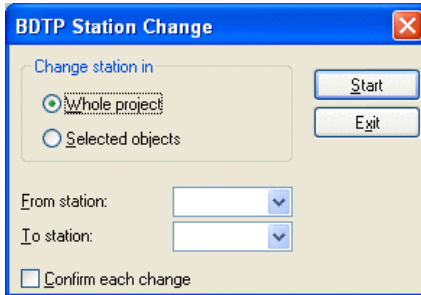 BDTP Station Change
Change station in
Whole project
Selected objects
Start
Exit
From station:
To station:
Confirm each change